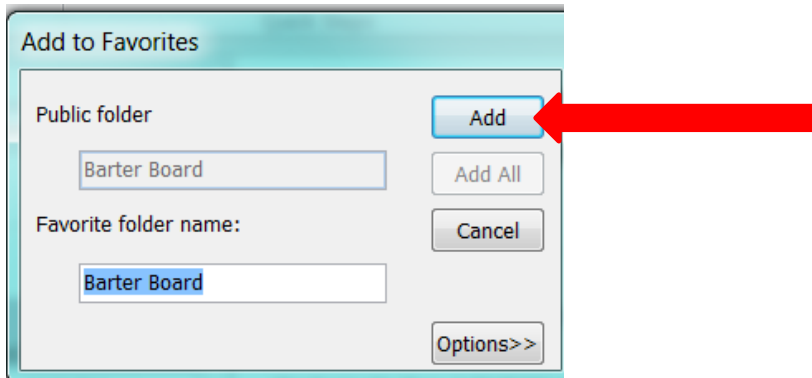 Add to Favorites
Public folder
Add
Barter Board
Add All
Favorite folder name:
Cancel
Barter Board
Options>>